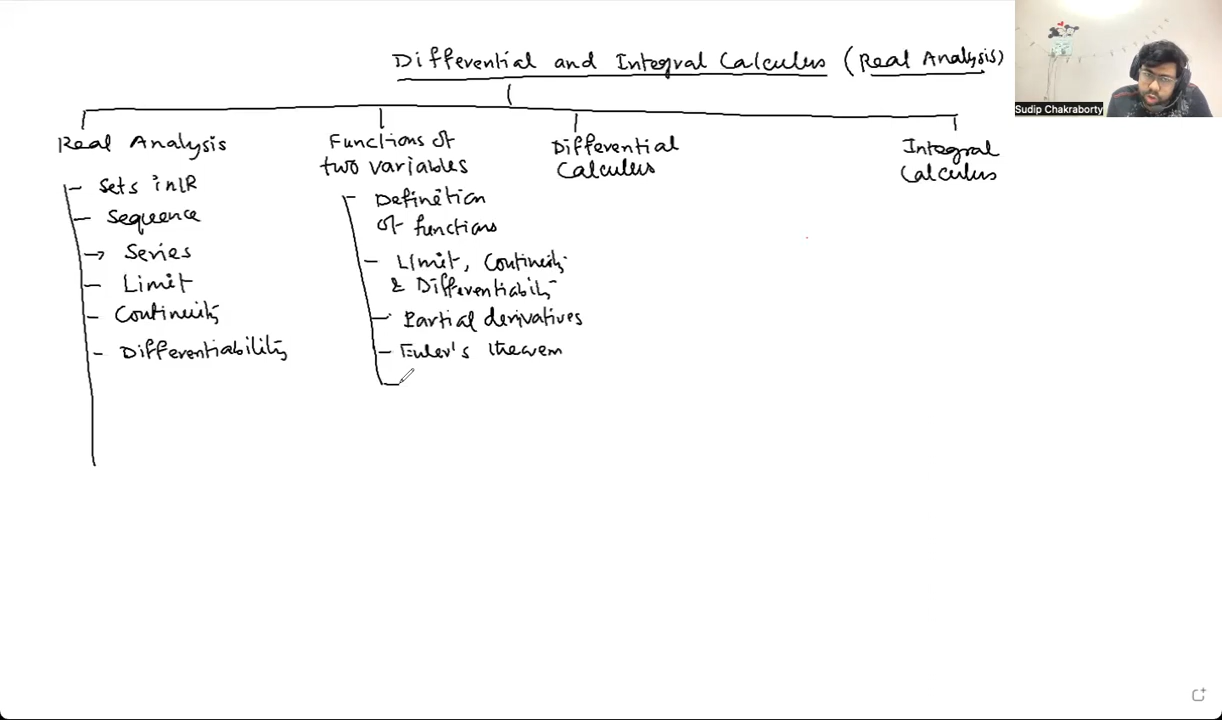 Differential and Integral Calculus (Real Analysis)
Sudip Chakraborty
Real Analysis
Sets in IR
Sequence
Series
Limit
Continuity
Differentiability
Functions of
two variables
Definition
of functions
Limit, Continuity
& Differentiability
Partial derivatives
Euler's theorem
Differential
Calculus
Integral
Calculus